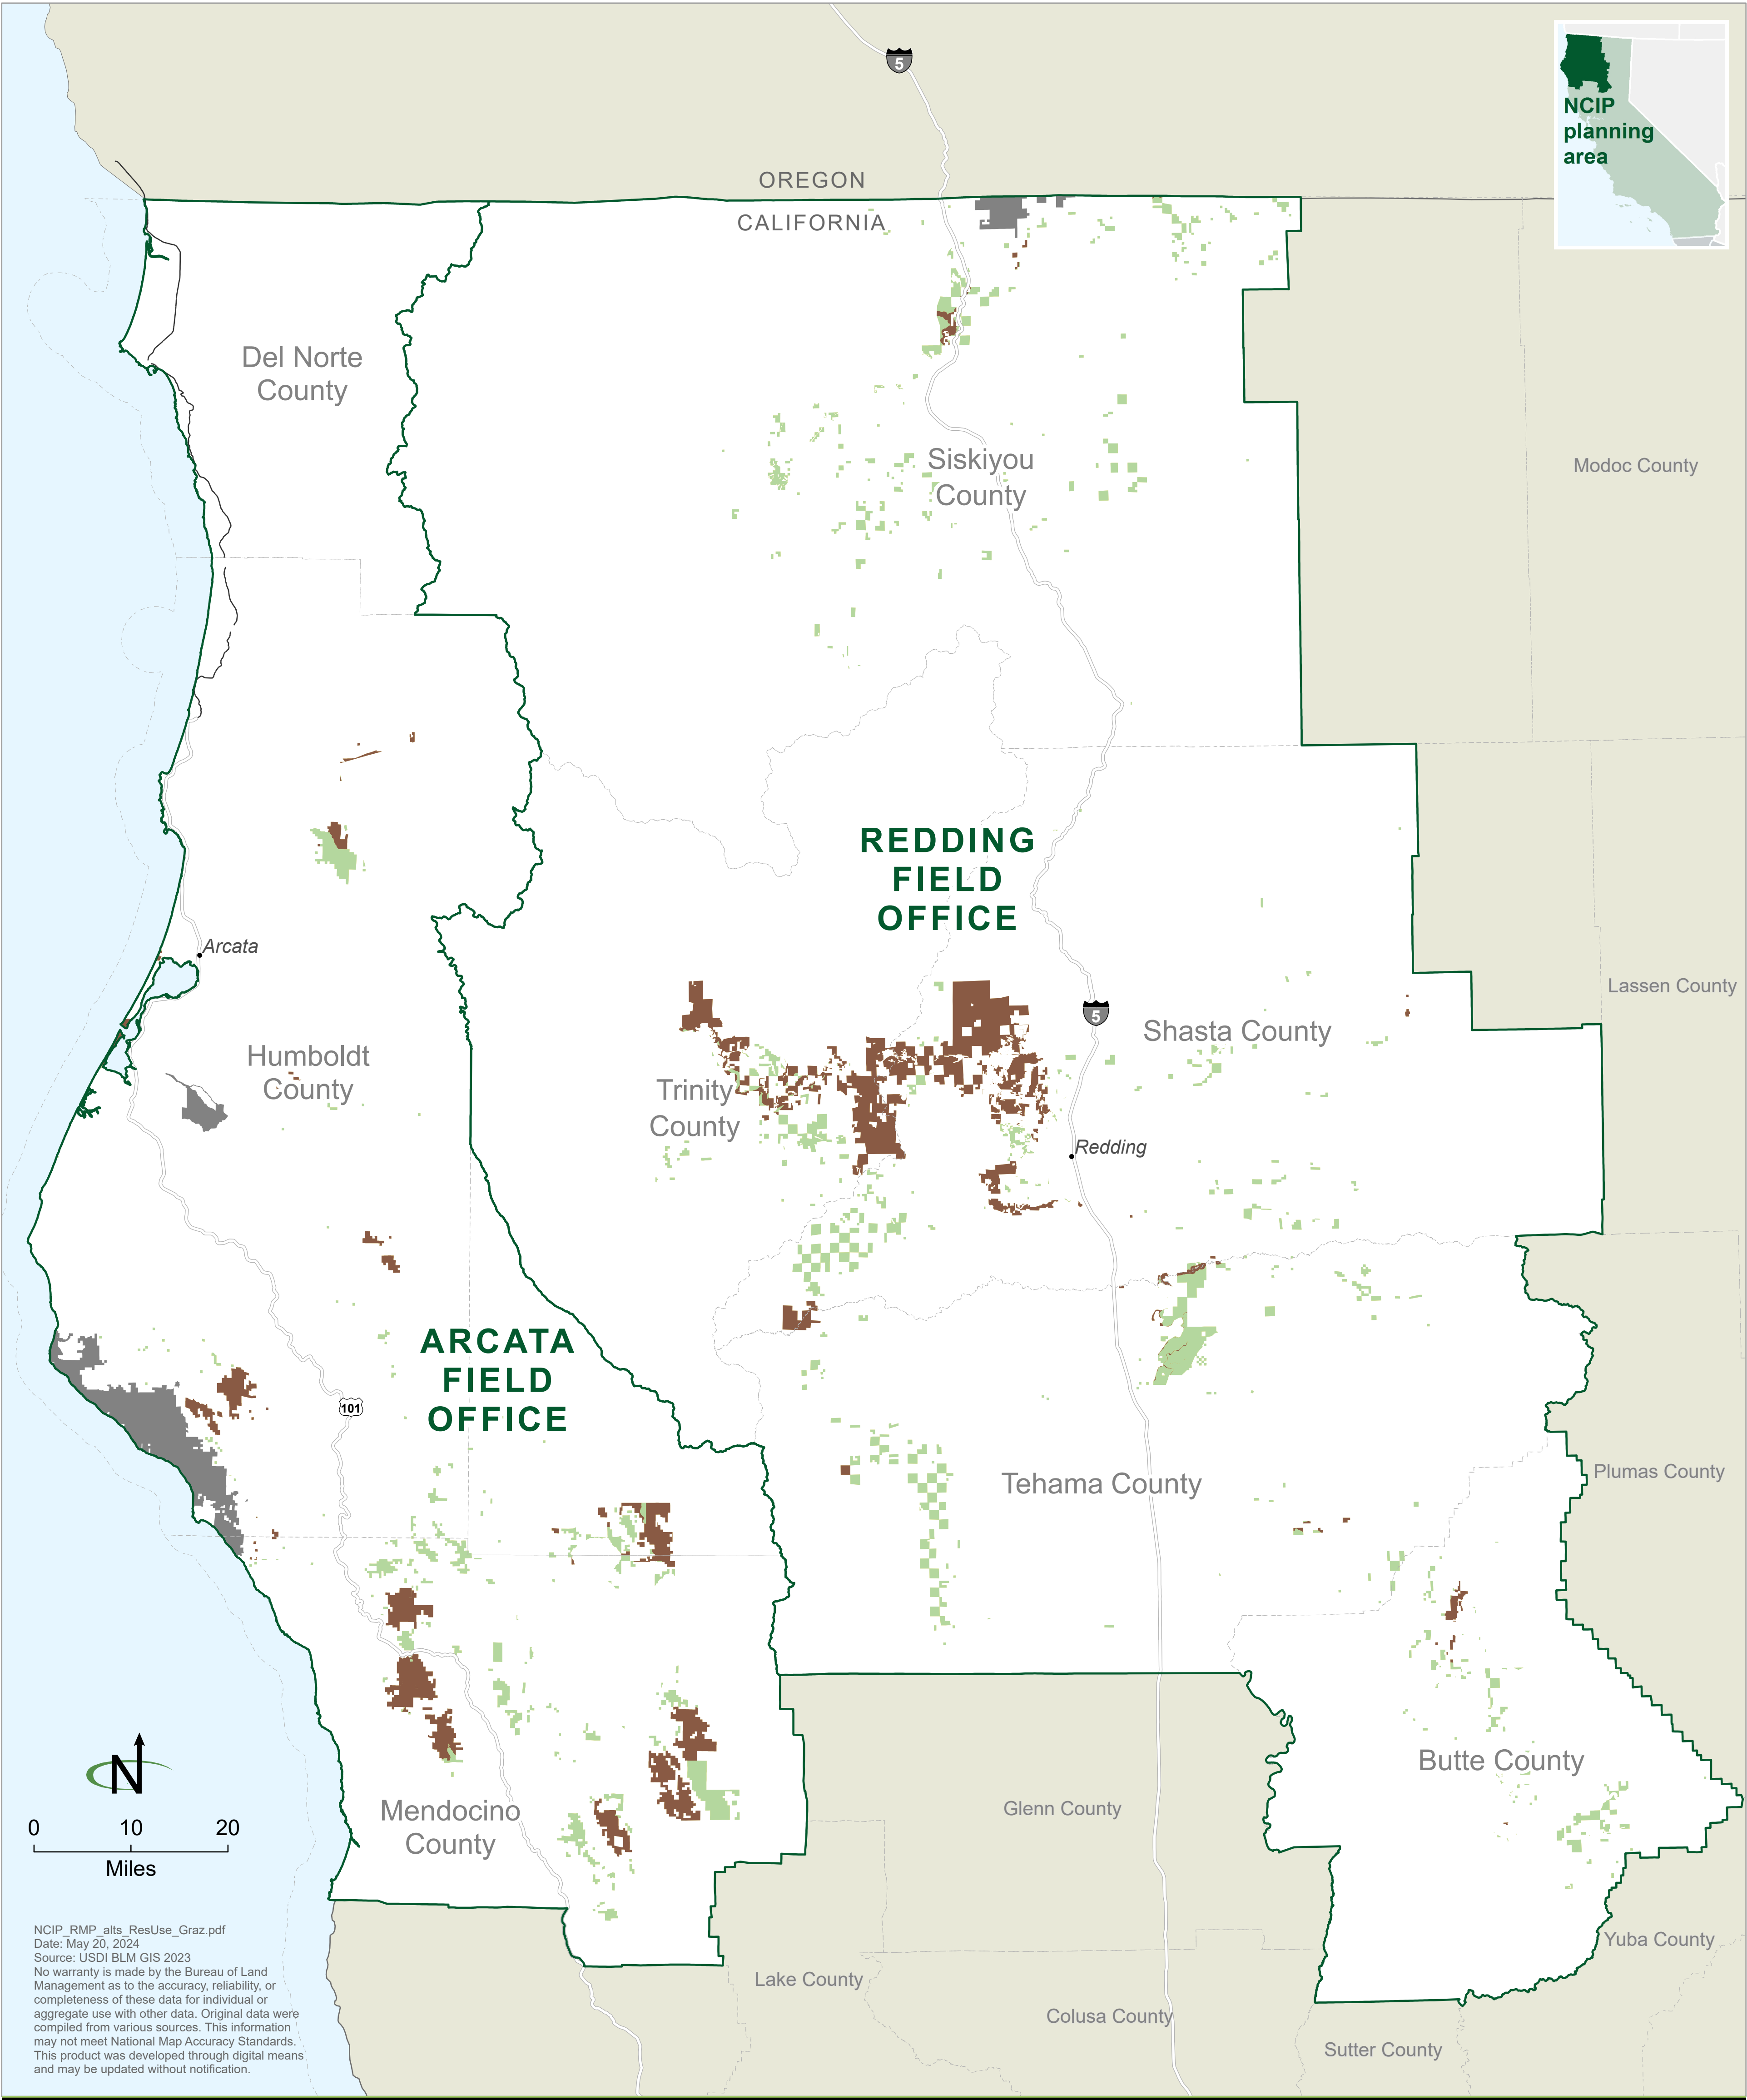 5
NCIP
planning
area
OREGON
CALIFORNIA
Del Norte
County
Siskiyou
County
Modoc County
REDDING
FIELD
OFFICE
Arcata
Lassen County
5
Shasta County
Humboldt
County
Trinity
County
Redding
ARCATA
FIELD
OFFICE
101
Plumas County
Tehama County
N
Butte County
Mendocino
County
Glenn County
0 10 20
Miles
NCIP_RMP_alts_ResUse_Graz.pdf
Date: May 20, 2024
Source: USDI BLM GIS 2023
No warranty is made by the Bureau of Land
Management as to the accuracy, reliability, or
completeness of these data for individual or
aggregate use with other data. Original data were
compiled from various sources. This information
may not meet National Map Accuracy Standards.
This product was developed through digital means
and may be updated without notification.
Yuba County
Lake County
Colusa County
Sutter County